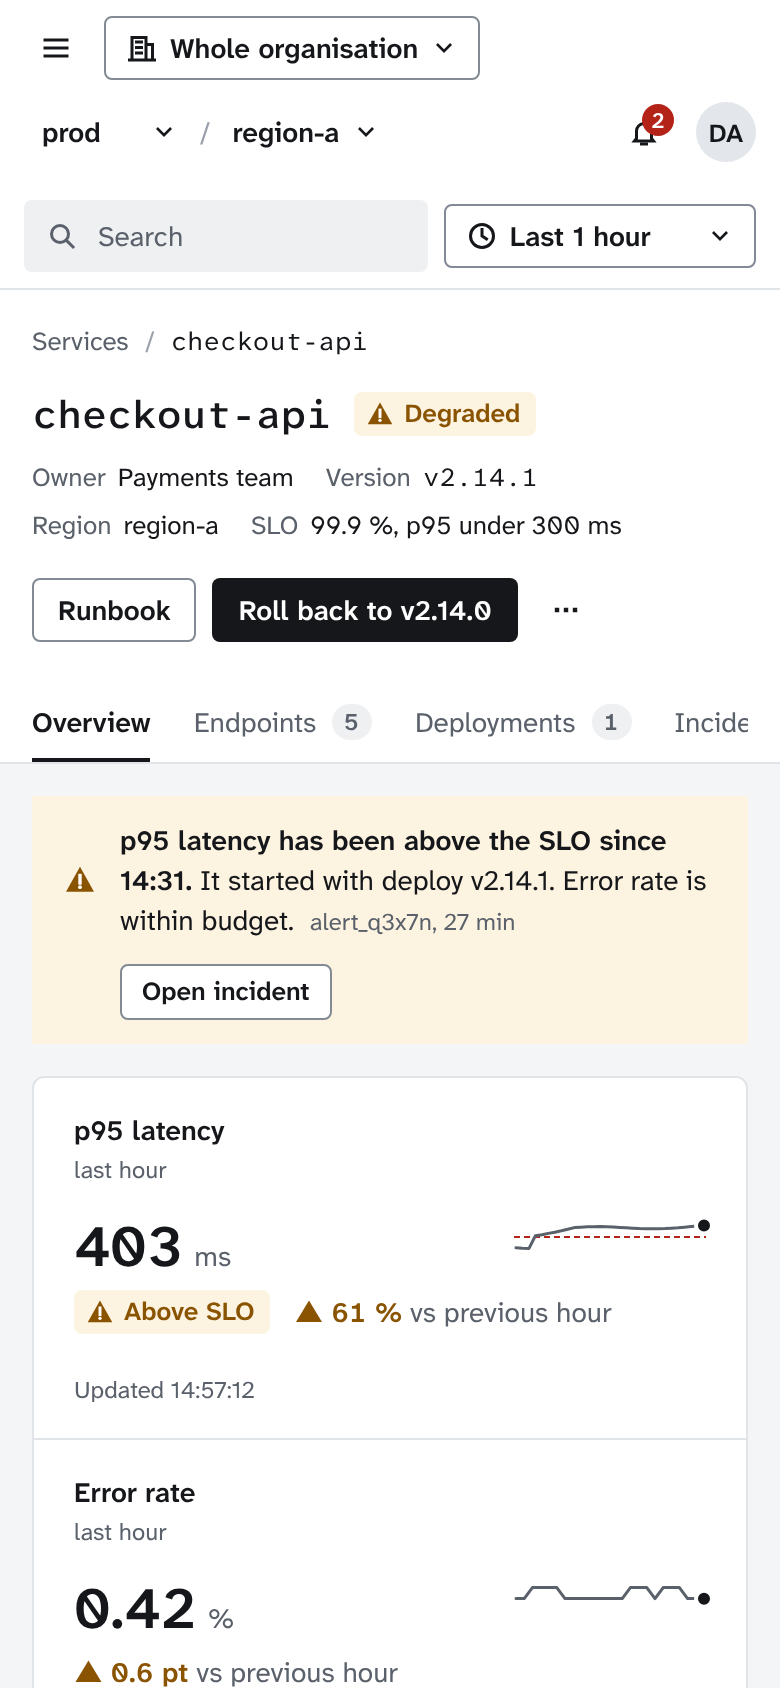 Whole organisation
prod / region-a
2
DA
Search
Last 1 hour
Services / checkout-api
checkout-api
Degraded
Owner Payments team Version v2.14.1
Region region-a SLO 99.9 %, p95 under 300 ms
Runbook
Roll back to v2.14.0
...
Overview
Endpoints 5
Deployments 1
Incide
p95 latency has been above the SLO since
14:31. It started with deploy v2.14.1. Error rate is
within budget. alert_q3x7n, 27 min
Open incident
p95 latency
last hour
403 ms
Above SLO
61 % vs previous hour
Updated 14:57:12
Error rate
last hour
0.42 %
0.6 pt vs previous hour